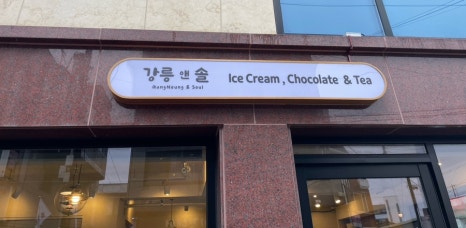 강릉 앤 솔
GangNeung & Soul
Ice Cream , Chocolate & Tea